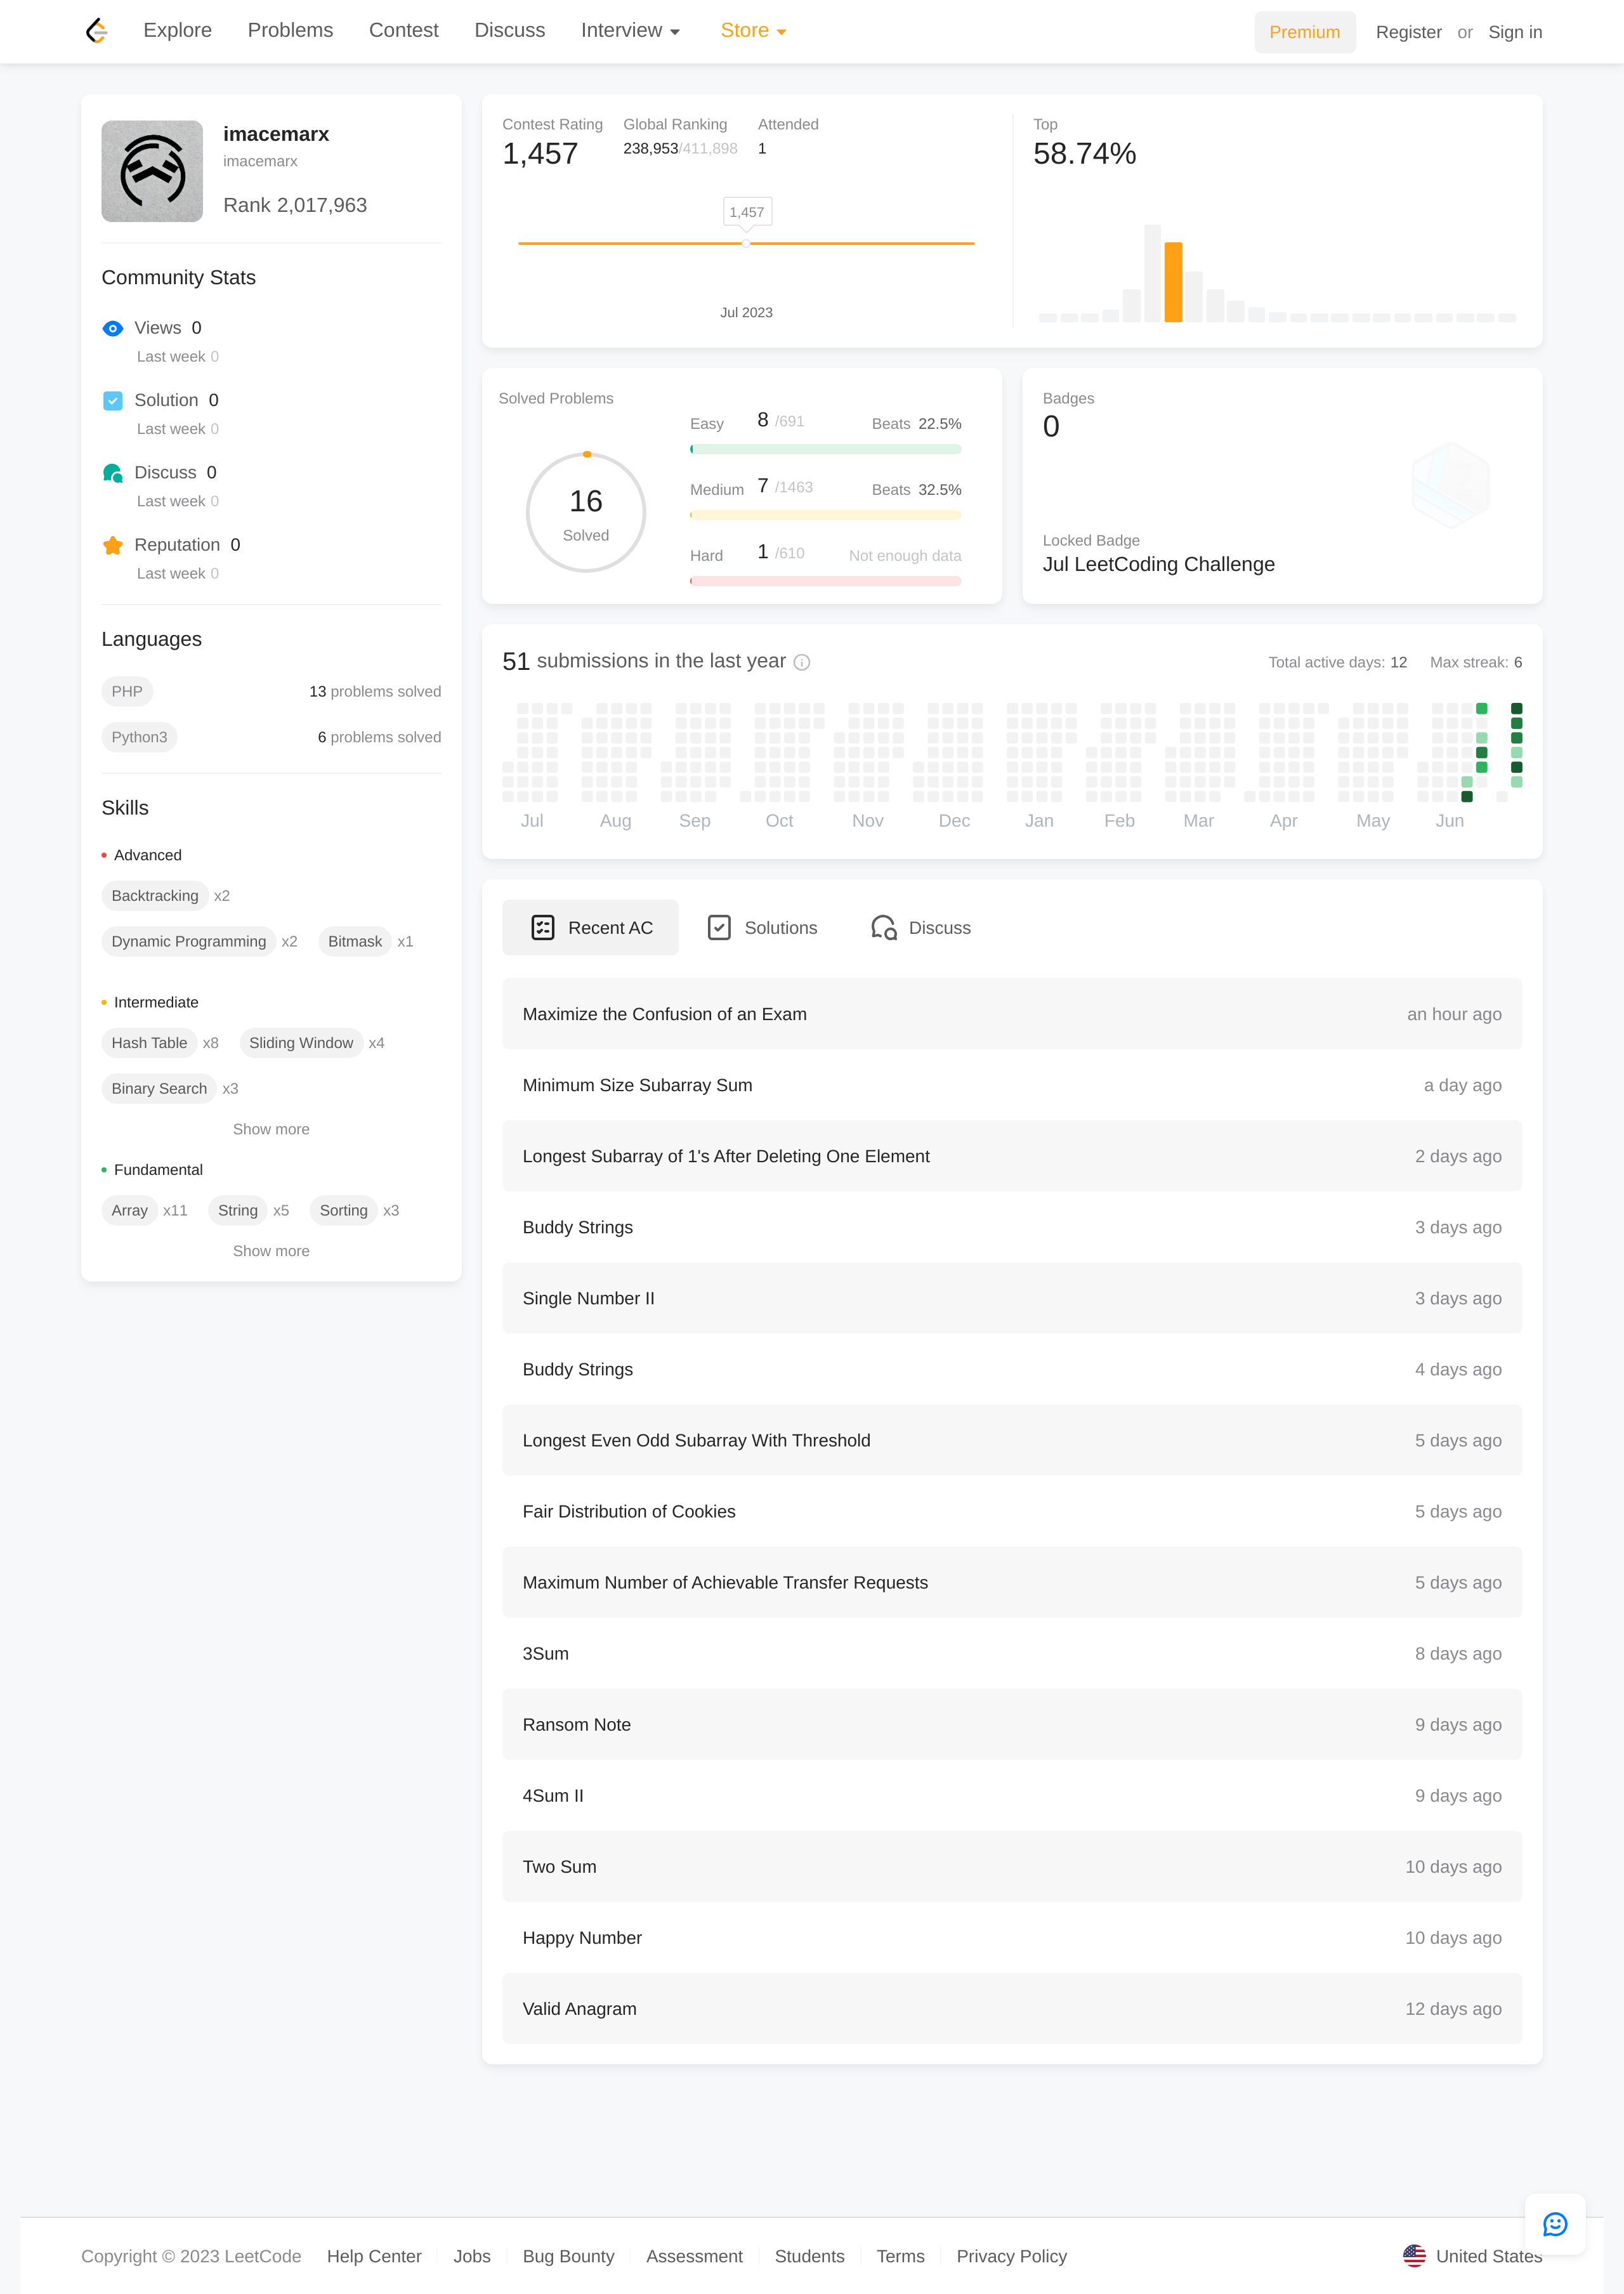 Explore Problems Contest Discuss Interview Store Premium Register or Sign in
imacemarx
imacemarx
Rank 2,017,963
Community Stats
Views 0
Last week 0
Solution 0
Last week 0
Discuss 0
Last week 0
Reputation 0
Last week 0
Languages
PHP 13 problems solved
Python3 6 problems solved
Skills
Advanced
Backtracking x2
Dynamic Programming x2 Bitmask x1
Intermediate
Hash Table x8 Sliding Window x4
Binary Search x3
Show more
Fundamental
Array x11 String x5 Sorting x3
Show more
Contest Rating Global Ranking Attended
1,457 238,953/411,898 1
1,457
Jul 2023
Top
58.74%
Solved Problems
16
Solved
Easy 8 /691 Beats 22.5%
Medium 7 /1463 Beats 32.5%
Hard 1 /610 Not enough data
Badges
0
Locked Badge
Jul LeetCoding Challenge
51 submissions in the last year Total active days: 12 Max streak: 6
Jul Aug Sep Oct Nov Dec Jan Feb Mar Apr May Jun
Recent AC Solutions Discuss
Maximize the Confusion of an Exam an hour ago
Minimum Size Subarray Sum a day ago
Longest Subarray of 1's After Deleting One Element 2 days ago
Buddy Strings 3 days ago
Single Number II 3 days ago
Buddy Strings 4 days ago
Longest Even Odd Subarray With Threshold 5 days ago
Fair Distribution of Cookies 5 days ago
Maximum Number of Achievable Transfer Requests 5 days ago
3Sum 8 days ago
Ransom Note 9 days ago
4Sum II 9 days ago
Two Sum 10 days ago
Happy Number 10 days ago
Valid Anagram 12 days ago
Copyright © 2023 LeetCode Help Center Jobs Bug Bounty Assessment Students Terms Privacy Policy United States